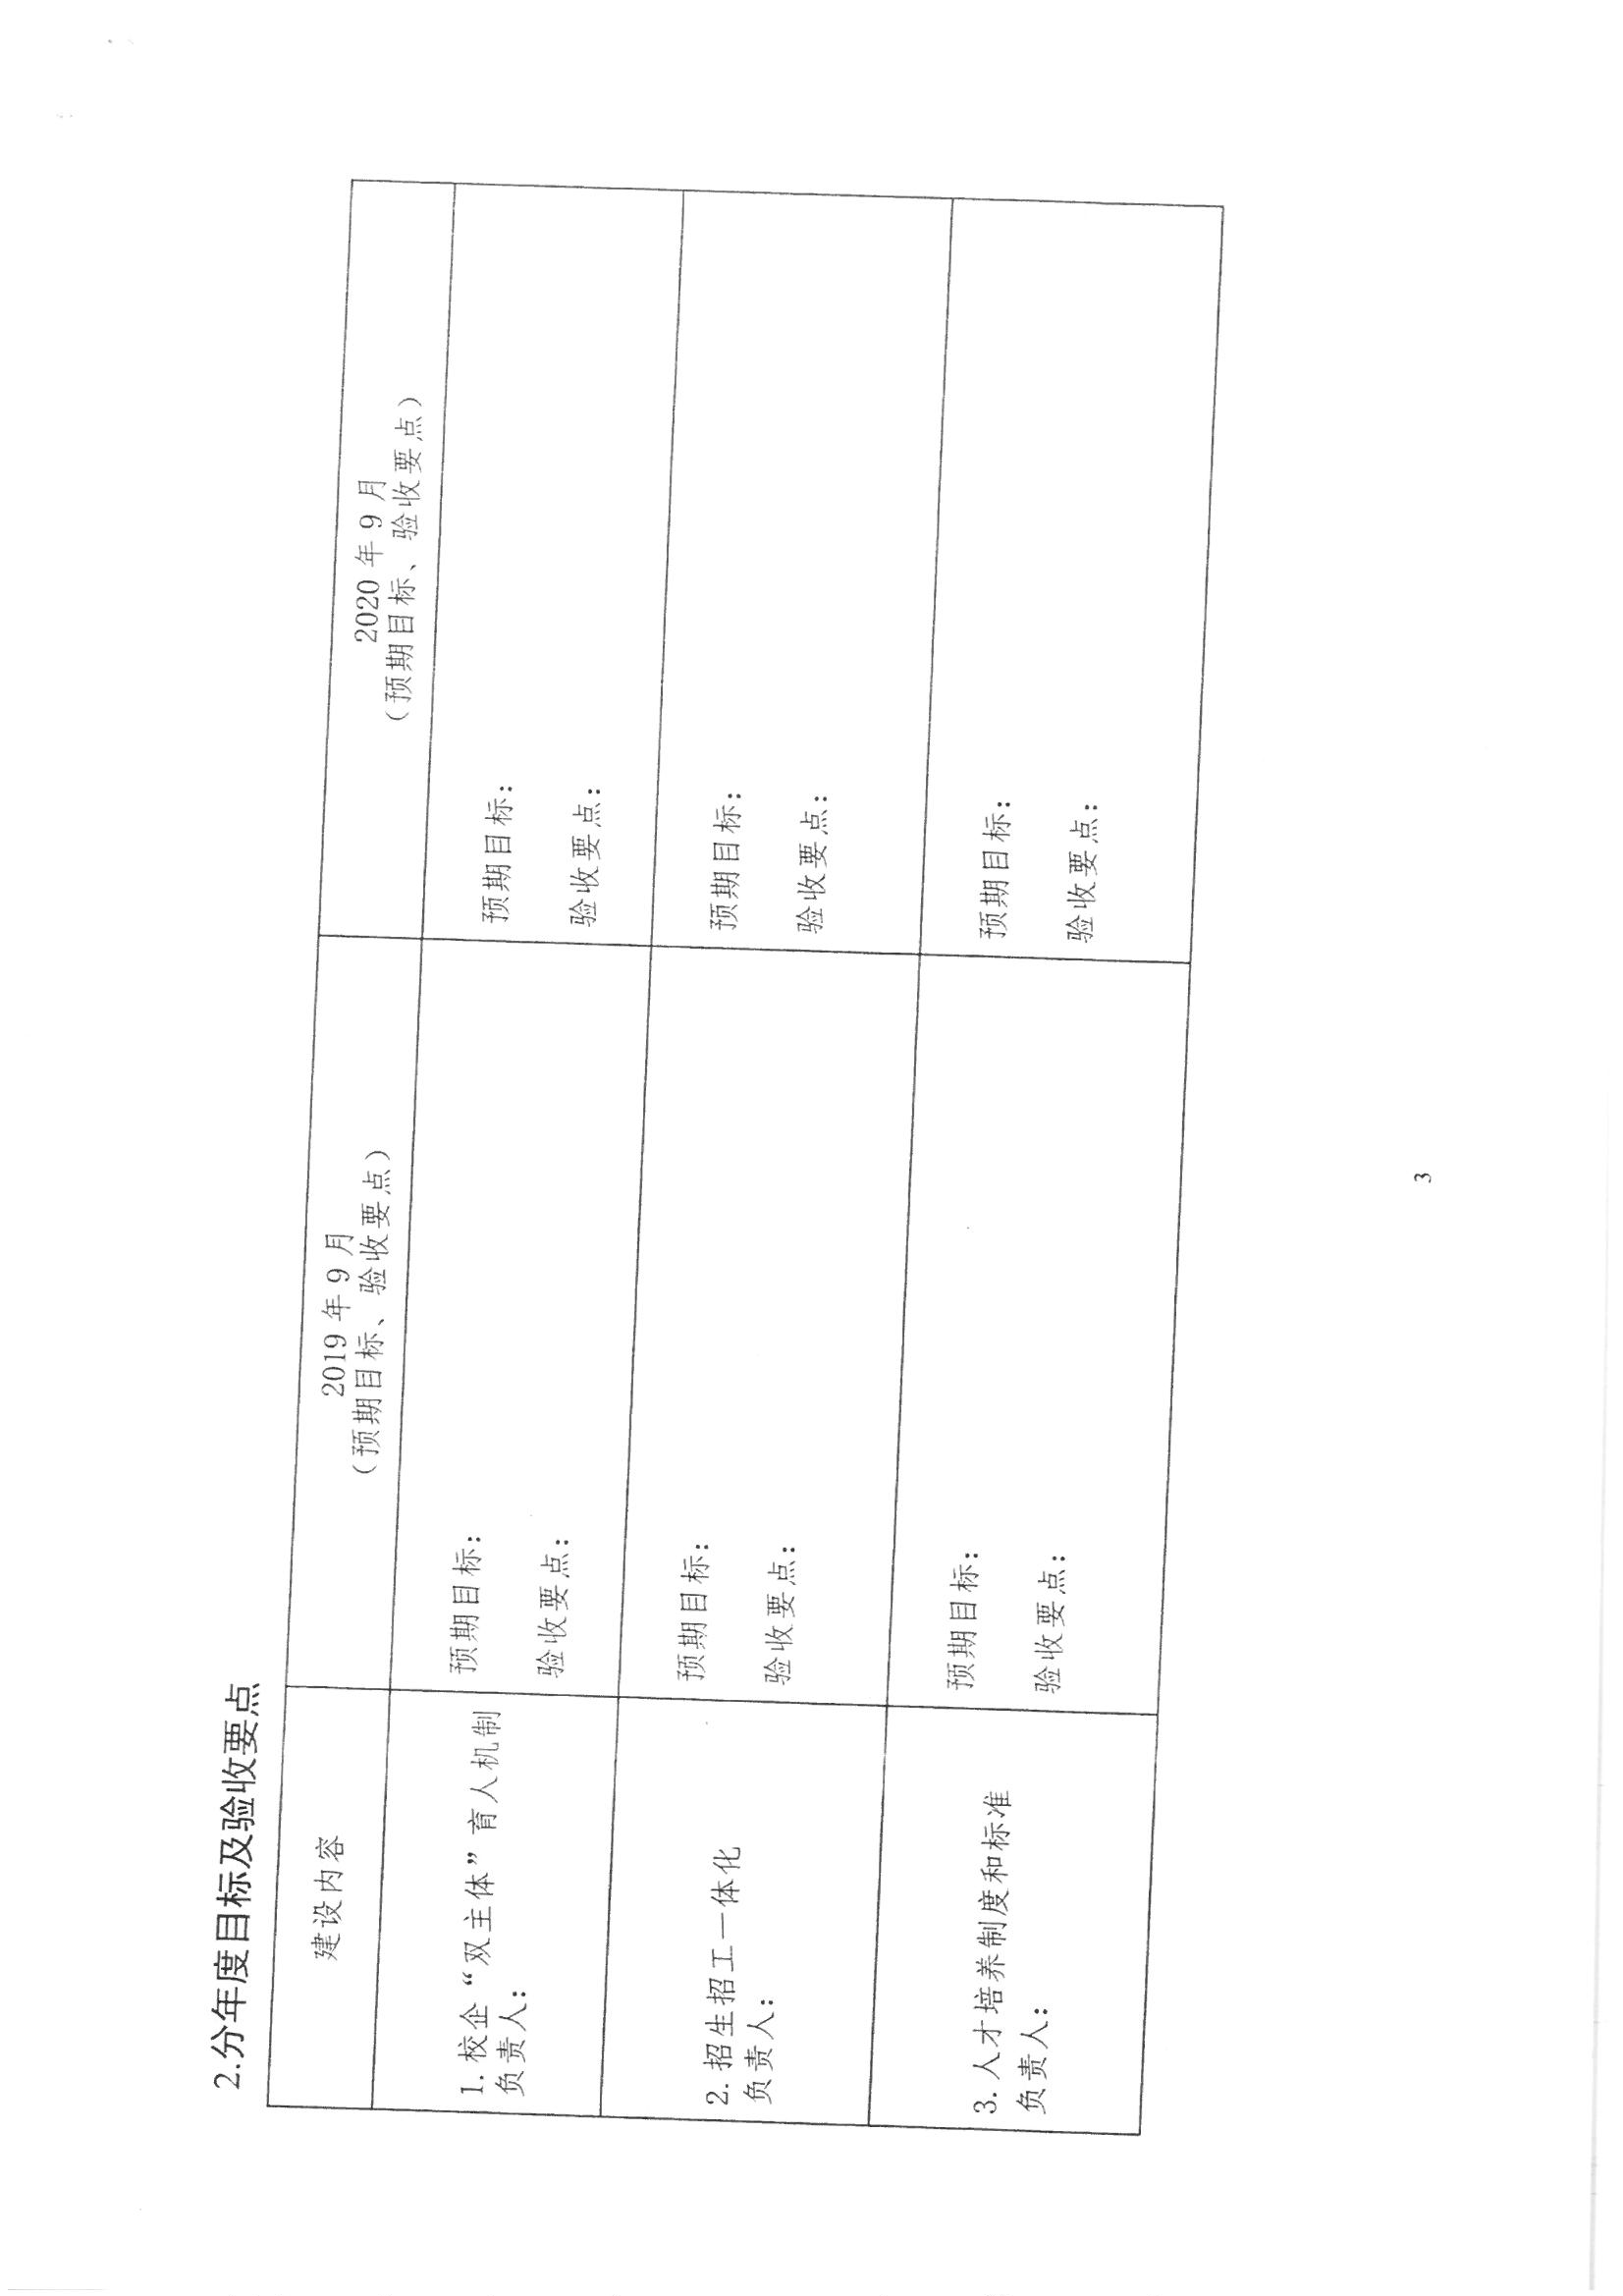 2.分年度目标及验收要点
建设内容
2019 年 9 月
（预期目标、验收要点）
2020 年 9 月
（预期目标、验收要点）
1. 校企“双主体”育人机制
负责人：
预期目标：
验收要点：
预期目标：
验收要点：
2. 招生招工一体化
负责人：
预期目标：
验收要点：
预期目标：
验收要点：
3. 人才培养制度和标准
负责人：
预期目标：
验收要点：
预期目标：
验收要点：
3